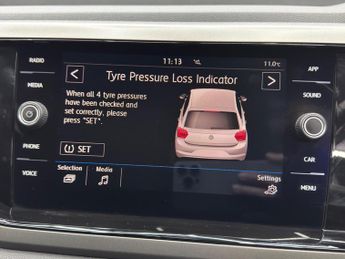 RADIO
MEDIA
PHONE
VOICE
11:13
11.0°C
Tyre Pressure Loss Indicator
When all 4 tyre pressures
have been checked and
set correctly, please
press "SET".
SET
Selection
Media
Settings
APP
SOUND
CAR
MENU